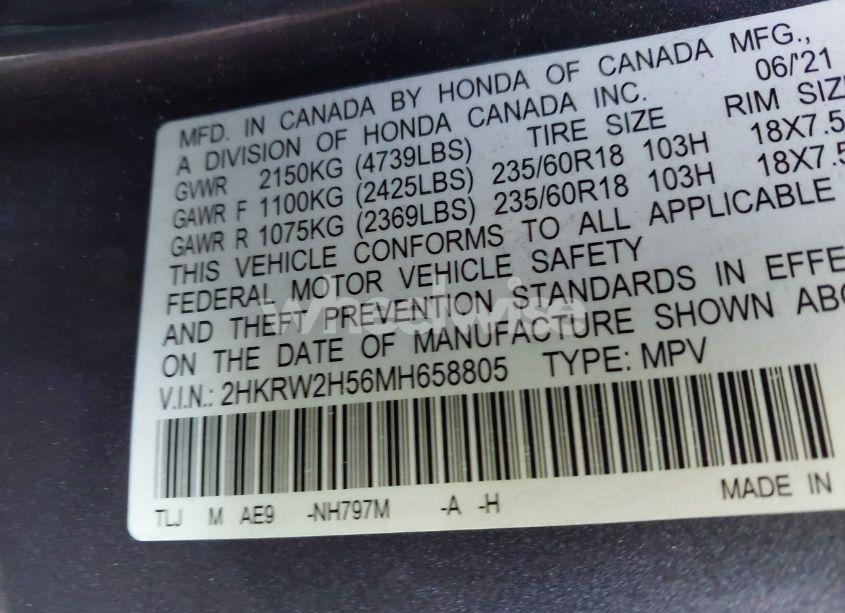 MFD. IN CANADA BY HONDA OF CANADA MFG.,
A DIVISION OF HONDA CANADA INC. 06/'21
GVWR 2150KG (4739LBS) TIRE SIZE RIM SIZE
GAWR F 1100KG (2425LBS) 235/60R18 103H 18X7.5
GAWR R 1075KG (2369LBS) 235/60R18 103H 18X7.5
THIS VEHICLE CONFORMS TO ALL APPLICABLE
FEDERAL MOTOR VEHICLE SAFETY
AND THEFT PREVENTION STANDARDS IN EFFE
ON THE DATE OF MANUFACTURE SHOWN ABO
wheelwise
V.I.N.: 2HKRW2H56MH658805 TYPE: MPV
TLJ M AE9 -NH797M -A -H MADE IN